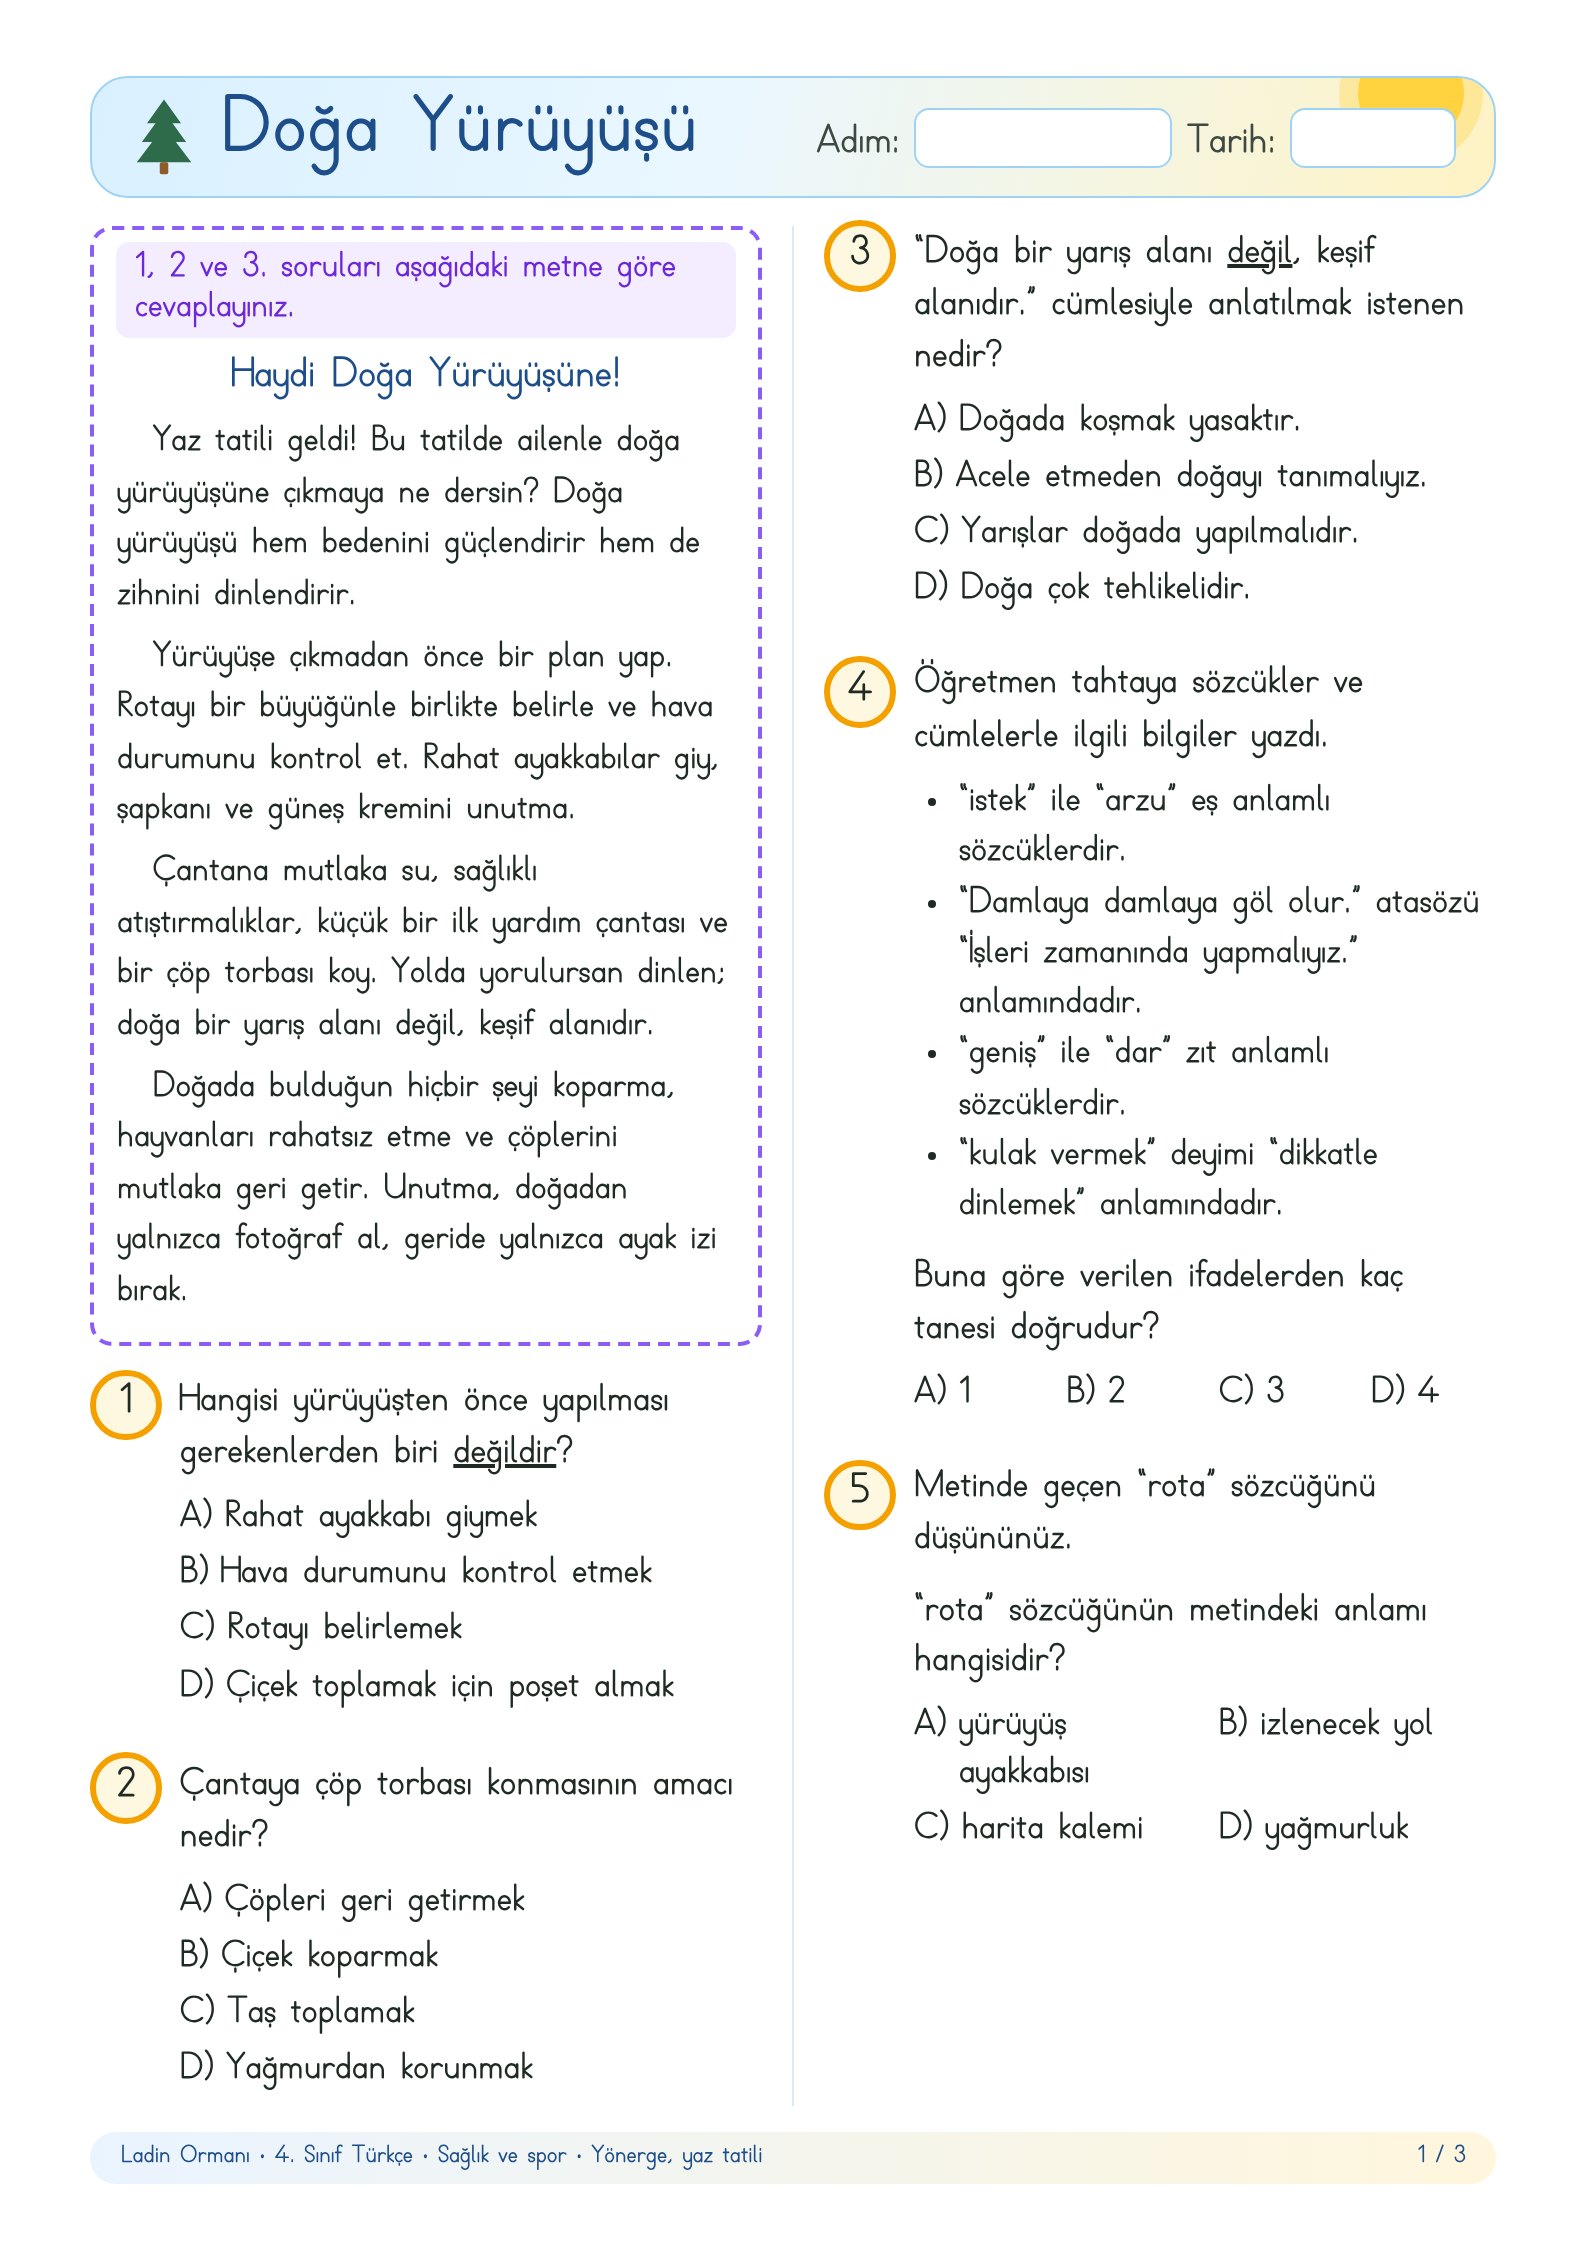 Doğa Yürüyüşü
Adım:
Tarih:
1, 2 ve 3. soruları aşağıdaki metne göre
cevaplayınız.
Haydi Doğa Yürüyüşüne!
Yaz tatili geldi! Bu tatilde ailenle doğa
yürüyüşüne çıkmaya ne dersin? Doğa
yürüyüşü hem bedenini güçlendirir hem de
zihnini dinlendirir.
Yürüyüşe çıkmadan önce bir plan yap.
Rotayı bir büyüğünle birlikte belirle ve hava
durumunu kontrol et. Rahat ayakkabılar giy,
şapkanı ve güneş kremini unutma.
Çantana mutlaka su, sağlıklı
atıştırmalıklar, küçük bir ilk yardım çantası ve
bir çöp torbası koy. Yolda yorulursan dinlen;
doğa bir yarış alanı değil, keşif alanıdır.
Doğada bulduğun hiçbir şeyi koparma,
hayvanları rahatsız etme ve çöplerini
mutlaka geri getir. Unutma, doğadan
yalnızca fotoğraf al, geride yalnızca ayak izi
bırak.
1
Hangisi yürüyüşten önce yapılması
gerekenlerden biri değildir?
A) Rahat ayakkabı giymek
B) Hava durumunu kontrol etmek
C) Rotayı belirlemek
D) Çiçek toplamak için poşet almak
2
Çantaya çöp torbası konmasının amacı
nedir?
A) Çöpleri geri getirmek
B) Çiçek koparmak
C) Taş toplamak
D) Yağmurdan korunmak
3
“Doğa bir yarış alanı değil, keşif
alanıdır.” cümlesiyle anlatılmak istenen
nedir?
A) Doğada koşmak yasaktır.
B) Acele etmeden doğayı tanımalıyız.
C) Yarışlar doğada yapılmalıdır.
D) Doğa çok tehlikelidir.
4
Öğretmen tahtaya sözcükler ve
cümlelerle ilgili bilgiler yazdı.
• “istek” ile “arzu” eş anlamlı
sözcüklerdir.
• “Damlaya damlaya göl olur.” atasözü
“İşleri zamanında yapmalıyız.”
anlamındadır.
• “geniş” ile “dar” zıt anlamlı
sözcüklerdir.
• “kulak vermek” deyimi “dikkatle
dinlemek” anlamındadır.
Buna göre verilen ifadelerden kaç
tanesi doğrudur?
A) 1 B) 2 C) 3 D) 4
5
Metinde geçen “rota” sözcüğünü
düşününüz.
“rota” sözcüğünün metindeki anlamı
hangisidir?
A) yürüyüş
ayakkabısı
B) izlenecek yol
C) harita kalemi
D) yağmurluk
Ladin Ormanı • 4. Sınıf Türkçe • Sağlık ve spor • Yönerge, yaz tatili
1 / 3